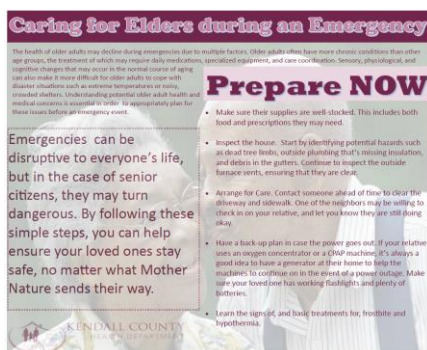 Caring for Elders during an Emergency
The health of older adults may decline during emergencies due to multiple factors. Older adults often have more chronic conditions than other
age groups, the treatment of which may require daily medications, specialized equipment, and care coordination. Sensory, physiological, and
cognitive changes that may occur in the normal course of aging
can also make it more difficult for older adults to cope with
disaster situations such as extreme temperatures or noisy,
crowded shelters. Understanding potential older adult health and
medical concerns is essential in order to appropriately plan for
these issues before an emergency event.
Emergencies can be
disruptive to everyone's life,
but in the case of senior
citizens, they may turn
dangerous. By following these
simple steps, you can help
ensure your loved ones stay
safe, no matter what Mother
Nature sends their way.
Prepare NOW
• Make sure their supplies are well-stocked. This includes both
food and prescriptions they may need.
• Inspect the house. Start by identifying potential hazards such
as dead tree limbs, outside plumbing that's missing insulation,
and debris in the gutters. Continue to inspect the outside
furnace vents, ensuring that they are clear.
• Arrange for Care. Contact someone ahead of time to clear the
driveway and sidewalk. One of the neighbors may be willing to
check in on your relative, and let you know they are still doing
okay.
• Have a back-up plan in case the power goes out. If your relative
uses an oxygen concentrator or a CPAP machine, it's always a
good idea to have a generator at their home to help the
machines to continue on in the event of a power outage. Make
sure your loved one has working flashlights and plenty of
batteries.
• Learn the signs of, and basic treatments for, frostbite and
hypothermia.
KENDALL COUNTY
HEALTH DEPARTMENT